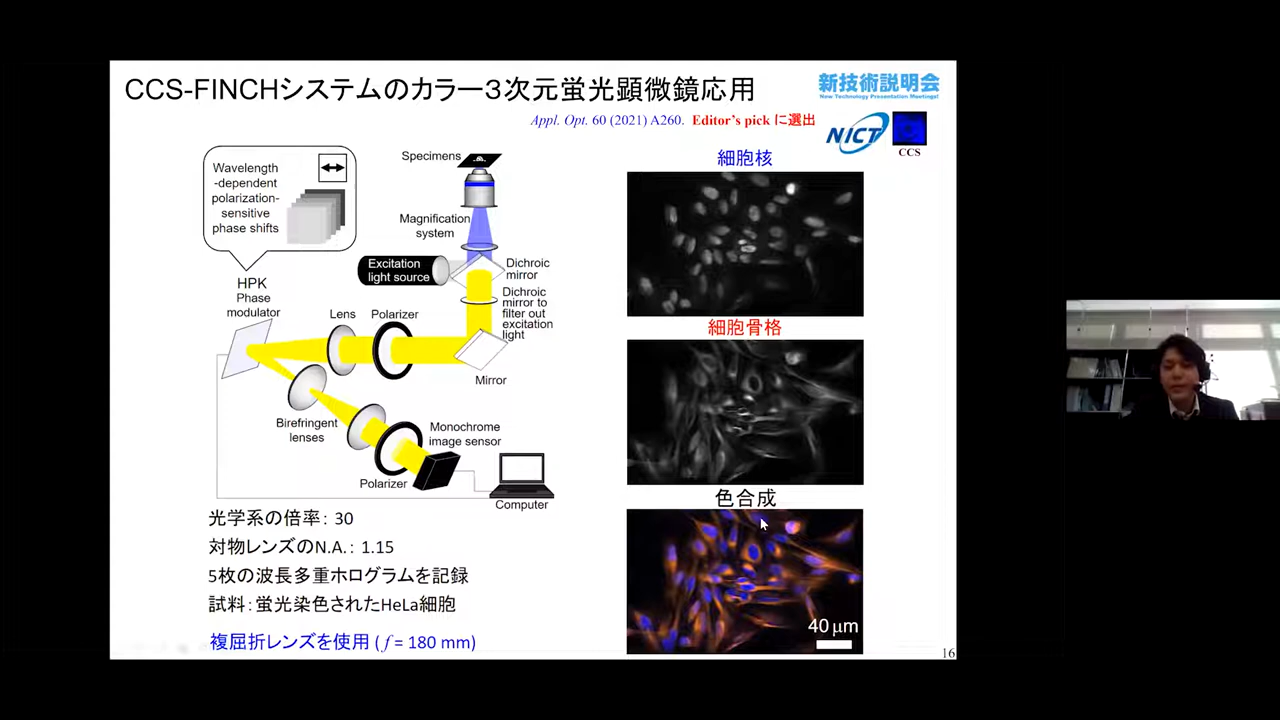 CCS-FINCHシステムのカラー３次元蛍光顕微鏡応用
新技術説明会
New Technology Presentation Meetings!
Appl. Opt. 60 (2021) A260. Editor's pick に選出
NICT
CCS
Wavelength
-dependent
polarization-
sensitive
phase shifts
HPK
Phase
modulator
Specimens
Magnification
system
Excitation
light source
Dichroic
mirror
Dichroic
mirror to
filter out
excitation
light
Lens
Polarizer
Mirror
Birefringent
lenses
Monochrome
image sensor
Polarizer
Computer
光学系の倍率： 30
対物レンズのN.A.： 1.15
5枚の波長多重ホログラムを記録
試料：蛍光染色されたHeLa細胞
複屈折レンズを使用 (f = 180 mm)
細胞核
細胞骨格
色合成
40 μm
16